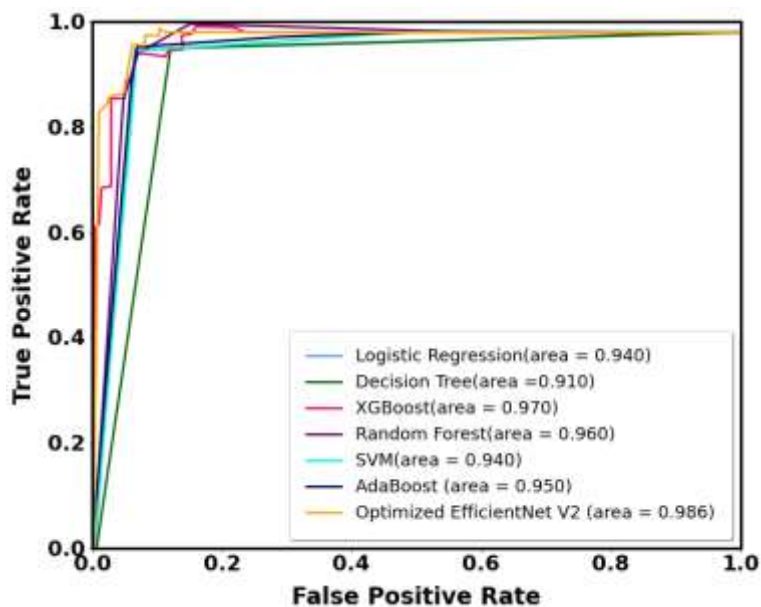 1.0
0.8
0.6
0.4
0.2
0.0
True Positive Rate
Logistic Regression(area = 0.940)
Decision Tree(area =0.910)
XGBoost(area = 0.970)
Random Forest(area = 0.960)
SVM(area = 0.940)
AdaBoost (area = 0.950)
Optimized EfficientNet V2 (area = 0.986)
0.0 0.2 0.4 0.6 0.8 1.0
False Positive Rate